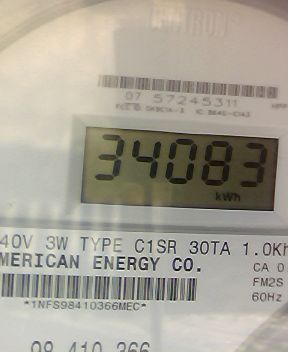 07 57245311
34083
kWh
40V 3W TYPE C1SR 30TA 1.0Kh
MERICAN ENERGY CO.
CA 0
FM2S
60Hz
*1NFS98410366MEC*
98 410 366